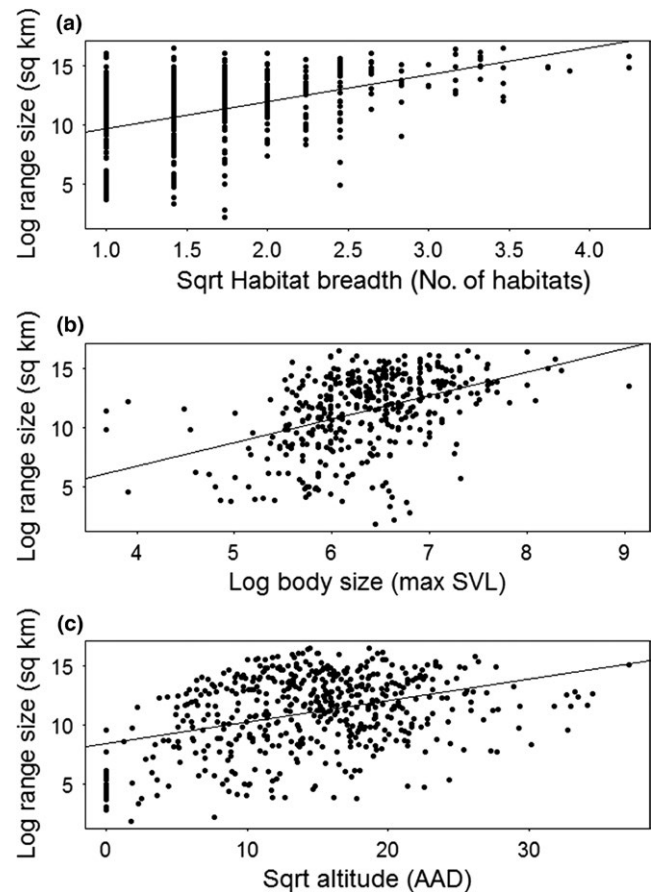 (a)
Log range size (sq km)
15
10
5
1.0 1.5 2.0 2.5 3.0 3.5 4.0
Sqrt Habitat breadth (No. of habitats)
(b)
Log range size (sq km)
15
10
5
4 5 6 7 8 9
Log body size (max SVL)
(c)
Log range size (sq km)
15
10
5
0 10 20 30
Sqrt altitude (AAD)